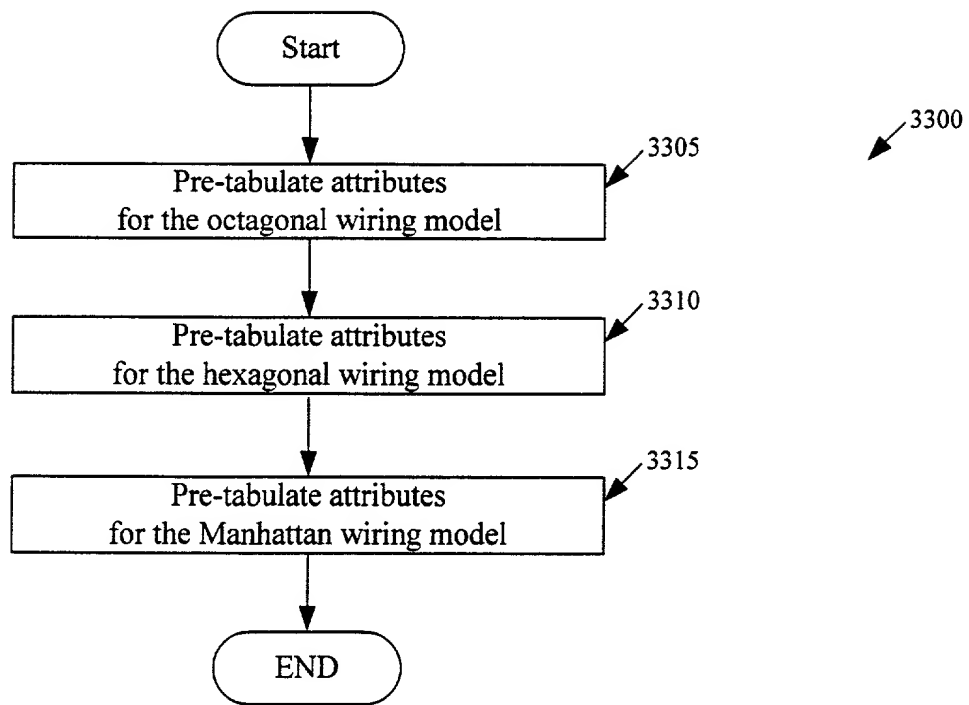 Start
3300
3305
Pre-tabulate attributes
for the octagonal wiring model
3310
Pre-tabulate attributes
for the hexagonal wiring model
3315
Pre-tabulate attributes
for the Manhattan wiring model
END